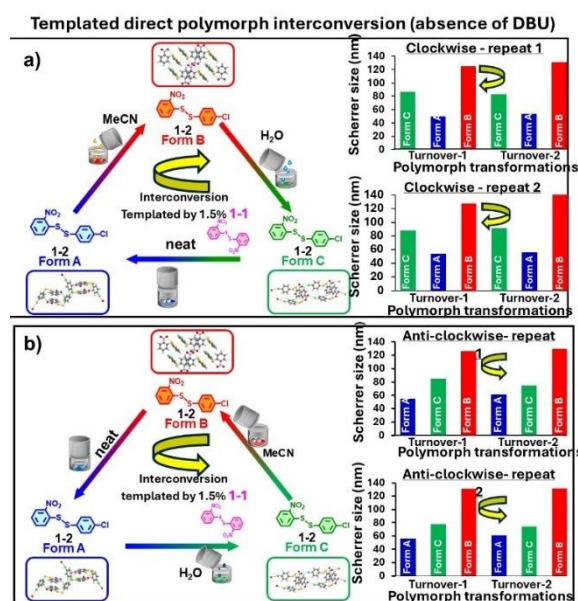 Templated direct polymorph interconversion (absence of DBU)
a)
MeCN
NO₂
S
S
Cl
1-2
Form B
H₂O
Interconversion
Templated by 1.5% 1-1
NO₂
S
S
O₂N
neat
NO₂
S-S
Cl
1-2
Form A
NO₂
S-S
Cl
1-2
Form C
Clockwise - repeat 1
Scherrer size (nm)
140
120
100
80
60
40
20
0
Form C
Form A
Form B
Form C
Form A
Form B
Turnover-1 Turnover-2
Polymorph transformations
Clockwise - repeat 2
Scherrer size (nm)
140
120
100
80
60
40
20
0
Form C
Form A
Form B
Form C
Form A
Form B
Turnover-1 Turnover-2
Polymorph transformations
b)
neat
NO₂
S
S
Cl
1-2
Form B
MeCN
Interconversion
templated by 1.5% 1-1
NO₂
S
S
O₂N
H₂O
NO₂
S-S
Cl
1-2
Form A
NO₂
S-S
Cl
1-2
Form C
Anti-clockwise- repeat
1
Scherrer size (nm)
140
120
100
80
60
40
20
0
Form A
Form C
Form B
Form A
Form C
Form B
Turnover-1 Turnover-2
Polymorph transformations
Anti-clockwise- repeat
2
Scherrer size (nm)
140
120
100
80
60
40
20
0
Form A
Form C
Form B
Form A
Form C
Form B
Turnover-1 Turnover-2
Polymorph transformations